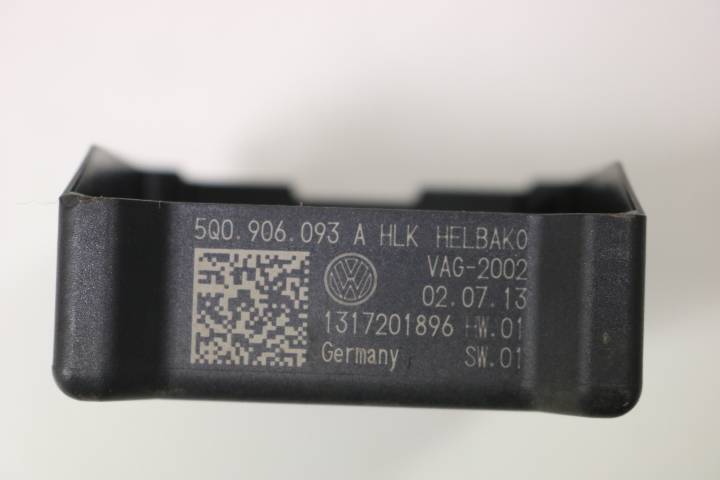 5Q0.906.093 A HLK HELBAKO
VAG-2002
02.07.13
1317201896 HW.01
Germany SW.01